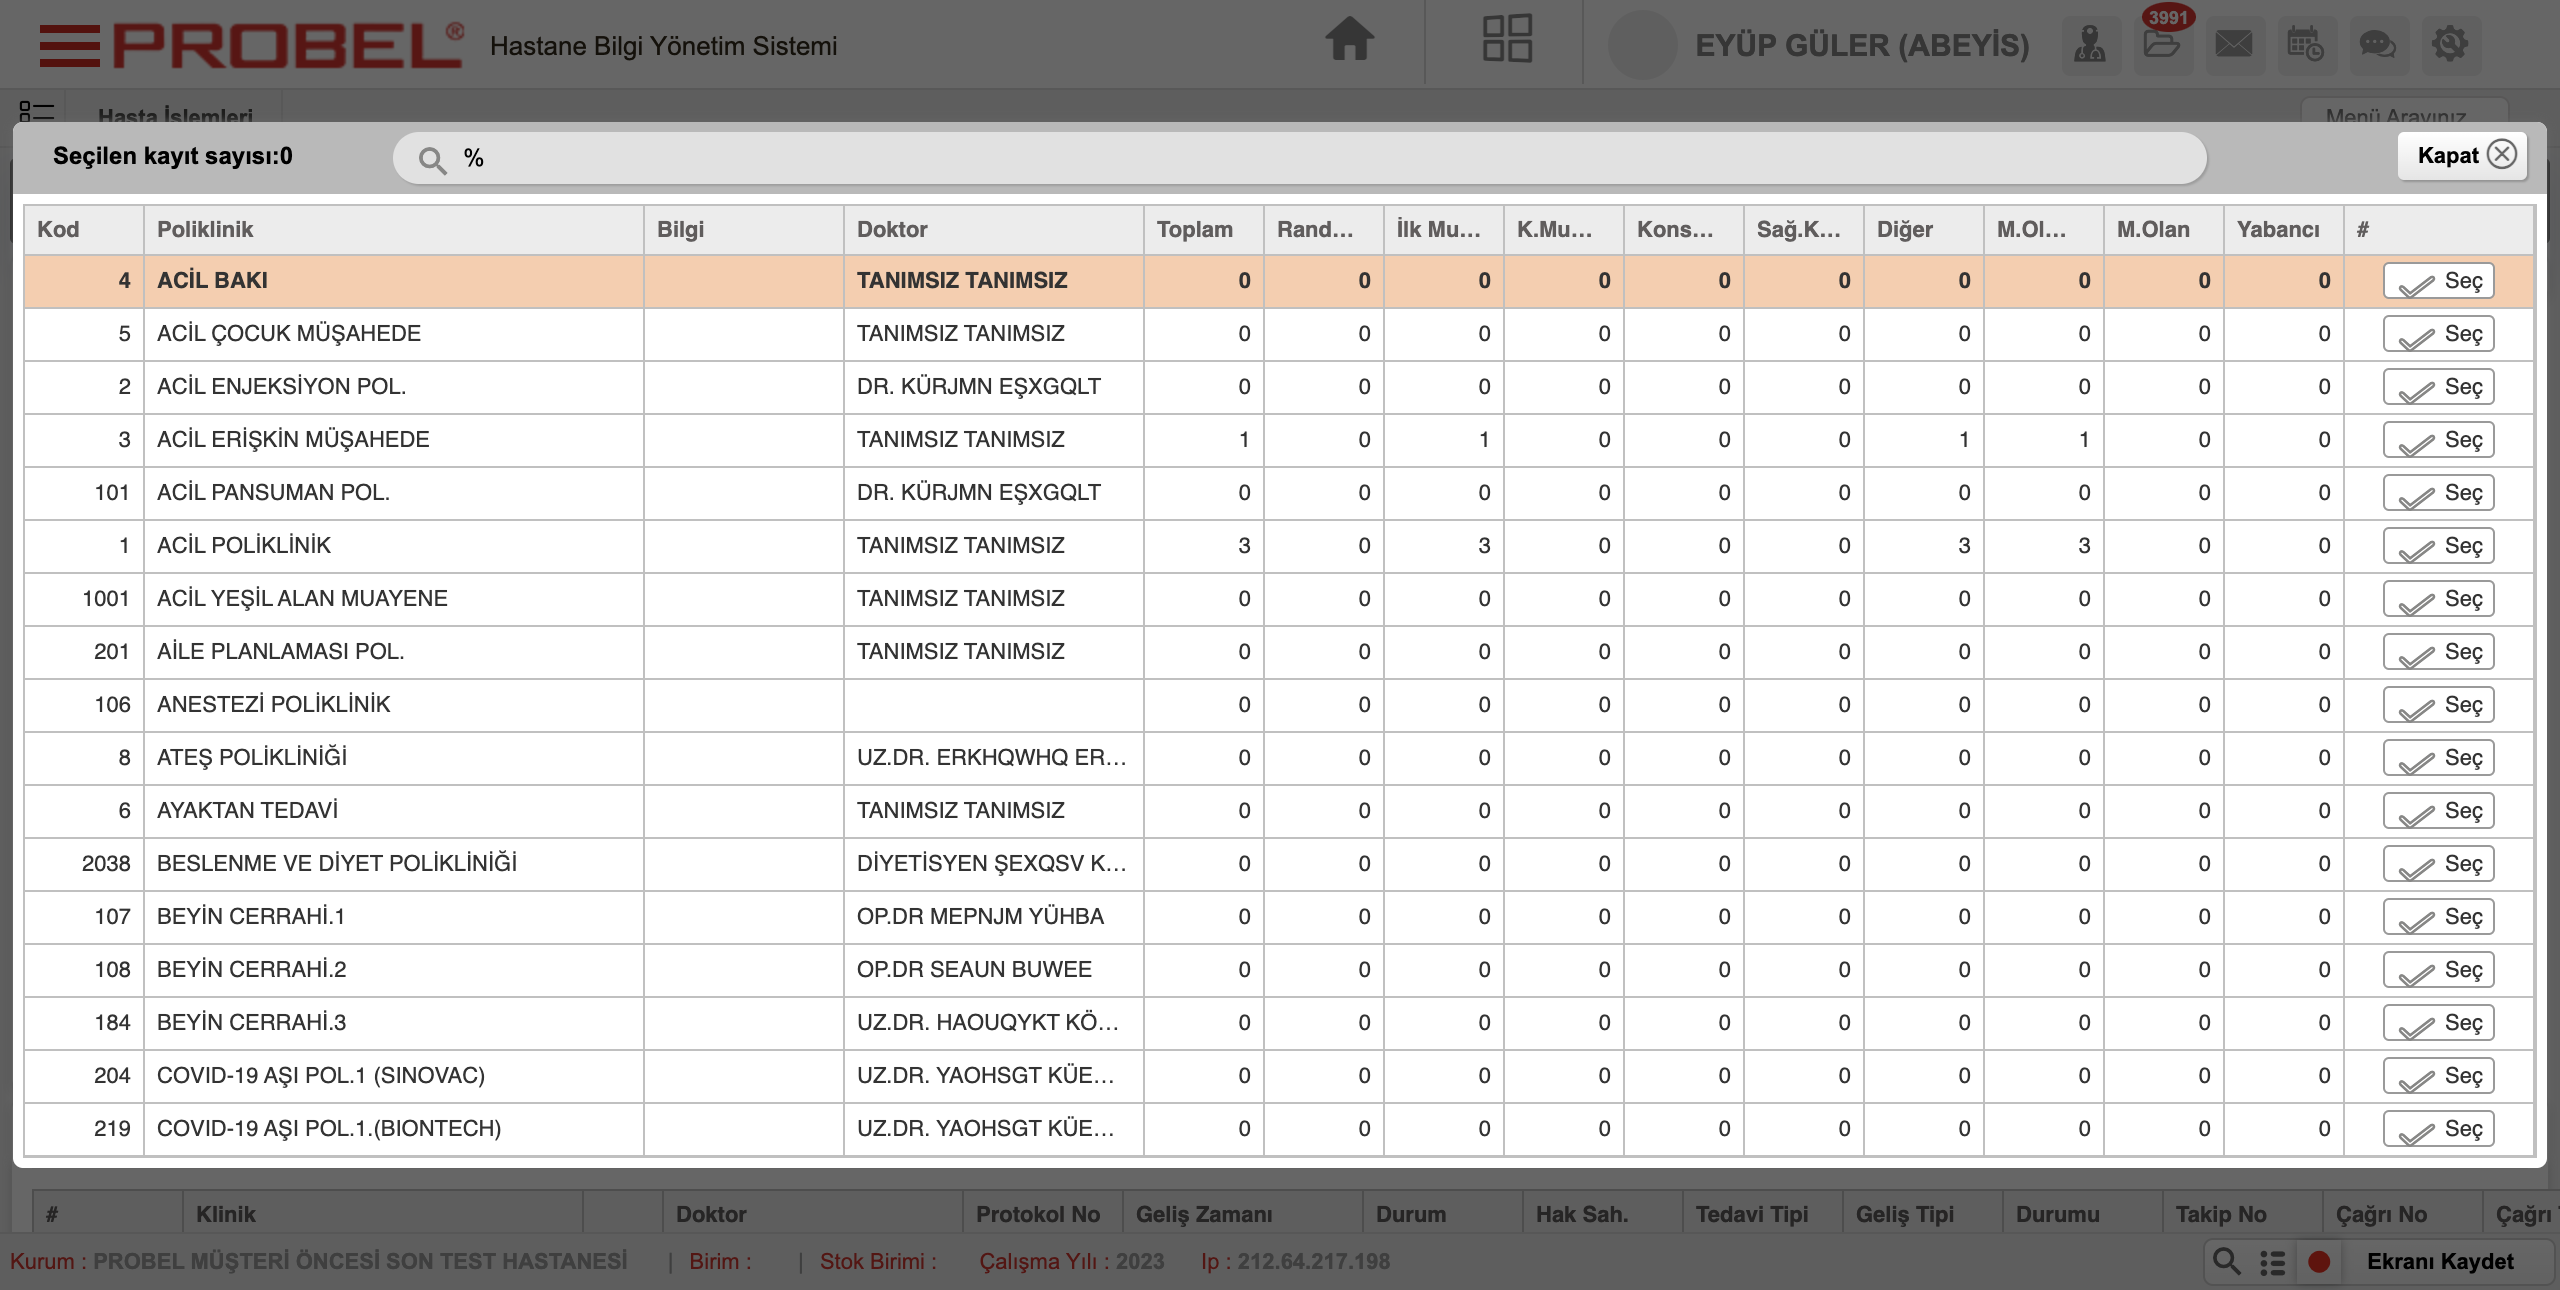 PROBEL® Hastane Bilgi Yönetim Sistemi EYÜP GÜLER (ABEYİS) 3991
Hasta İşlemleri Menü Arayınız
Seçilen kayıt sayısı:0 % Kapat
Kod Poliklinik Bilgi Doktor Toplam Rand... İlk Mu... K.Mu... Kons... Sağ.K... Diğer M.Ol... M.Olan Yabancı #
4 ACİL BAKI TANIMSIZ TANIMSIZ 0 0 0 0 0 0 0 0 0 0 Seç
5 ACİL ÇOCUK MÜŞAHEDE TANIMSIZ TANIMSIZ 0 0 0 0 0 0 0 0 0 0 Seç
2 ACİL ENJEKSİYON POL. DR. KÜRJMN EŞXGQLT 0 0 0 0 0 0 0 0 0 0 Seç
3 ACİL ERİŞKİN MÜŞAHEDE TANIMSIZ TANIMSIZ 1 0 1 0 0 0 1 1 0 0 Seç
101 ACİL PANSUMAN POL. DR. KÜRJMN EŞXGQLT 0 0 0 0 0 0 0 0 0 0 Seç
1 ACİL POLİKLİNİK TANIMSIZ TANIMSIZ 3 0 3 0 0 0 3 3 0 0 Seç
1001 ACİL YEŞİL ALAN MUAYENE TANIMSIZ TANIMSIZ 0 0 0 0 0 0 0 0 0 0 Seç
201 AİLE PLANLAMASI POL. TANIMSIZ TANIMSIZ 0 0 0 0 0 0 0 0 0 0 Seç
106 ANESTEZİ POLİKLİNİK 0 0 0 0 0 0 0 0 0 0 Seç
8 ATEŞ POLİKLİNİĞİ UZ.DR. ERKHQWHQ ER... 0 0 0 0 0 0 0 0 0 0 Seç
6 AYAKTAN TEDAVİ TANIMSIZ TANIMSIZ 0 0 0 0 0 0 0 0 0 0 Seç
2038 BESLENME VE DİYET POLİKLİNİĞİ DİYETİSYEN ŞEXQSV K... 0 0 0 0 0 0 0 0 0 0 Seç
107 BEYİN CERRAHİ.1 OP.DR MEPNJM YÜHBA 0 0 0 0 0 0 0 0 0 0 Seç
108 BEYİN CERRAHİ.2 OP.DR SEAUN BUWEE 0 0 0 0 0 0 0 0 0 0 Seç
184 BEYİN CERRAHİ.3 UZ.DR. HAOUQYKT KÖ... 0 0 0 0 0 0 0 0 0 0 Seç
204 COVID-19 AŞI POL.1 (SINOVAC) UZ.DR. YAOHSGT KÜE... 0 0 0 0 0 0 0 0 0 0 Seç
219 COVID-19 AŞI POL.1.(BIONTECH) UZ.DR. YAOHSGT KÜE... 0 0 0 0 0 0 0 0 0 0 Seç
# Klinik Doktor Protokol No Geliş Zamanı Durum Hak Sah. Tedavi Tipi Geliş Tipi Durumu Takip No Çağrı No Çağrı
Kurum : PROBEL MÜŞTERİ ÖNCESİ SON TEST HASTANESİ | Birim : | Stok Birimi : Çalışma Yılı : 2023 Ip : 212.64.217.198 Ekranı Kaydet